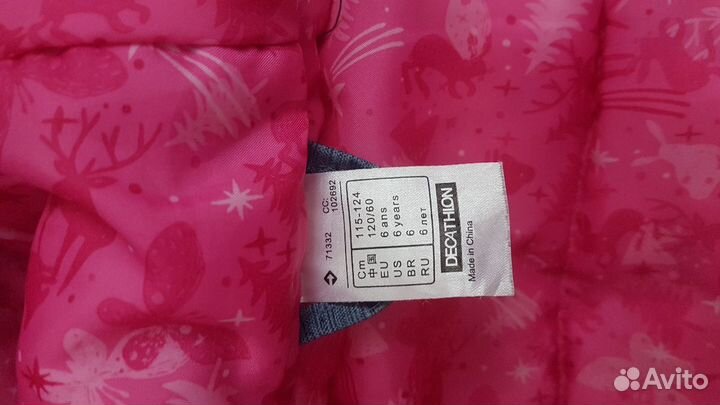 DECATHLON
Made in China
Cm 115-124
中国 120/60
EU 6 ans
US 6 years
BR 6
RU 6 лет
71332 CC: 102692
Avito